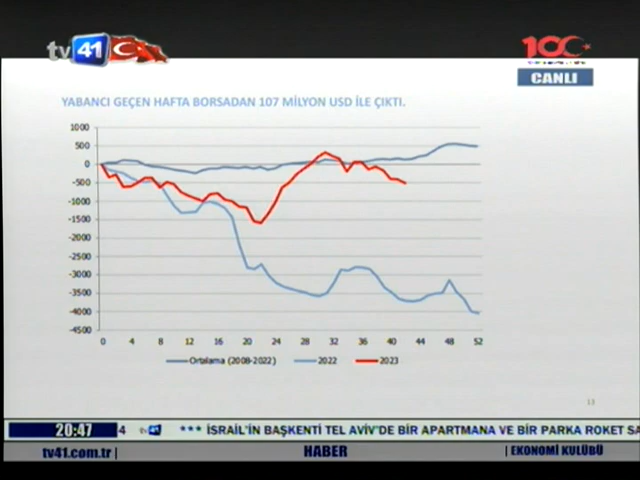 tv 41
100
CANLI
YABANCI GEÇEN HAFTA BORSADAN 107 MİLYON USD İLE ÇIKTI.
1000
500
0
-500
-1000
-1500
-2000
-2500
-3000
-3500
-4000
-4500
0 4 8 12 16 20 24 28 32 36 40 44 48 52
Ortalama (2008-2022) 2022 2023
13
20:47 4 tv41 *** İSRAİL'İN BAŞKENTİ TEL AVİV'DE BİR APARTMANA VE BİR PARKA ROKET SA
tv41.com.tr | HABER | EKONOMİ KULÜBÜ